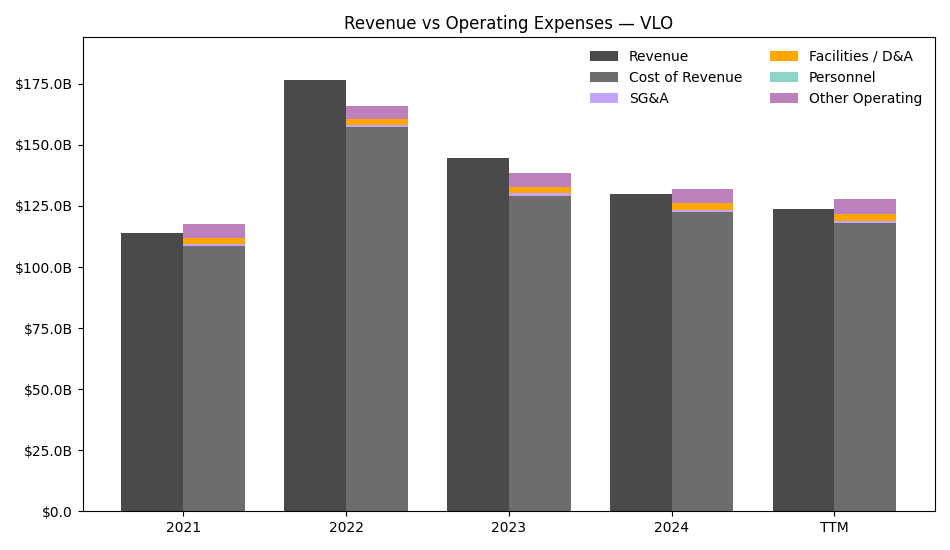 Revenue vs Operating Expenses — VLO
Revenue
Cost of Revenue
SG&A
Facilities / D&A
Personnel
Other Operating
$175.0B
$150.0B
$125.0B
$100.0B
$75.0B
$50.0B
$25.0B
$0.0
2021
2022
2023
2024
TTM